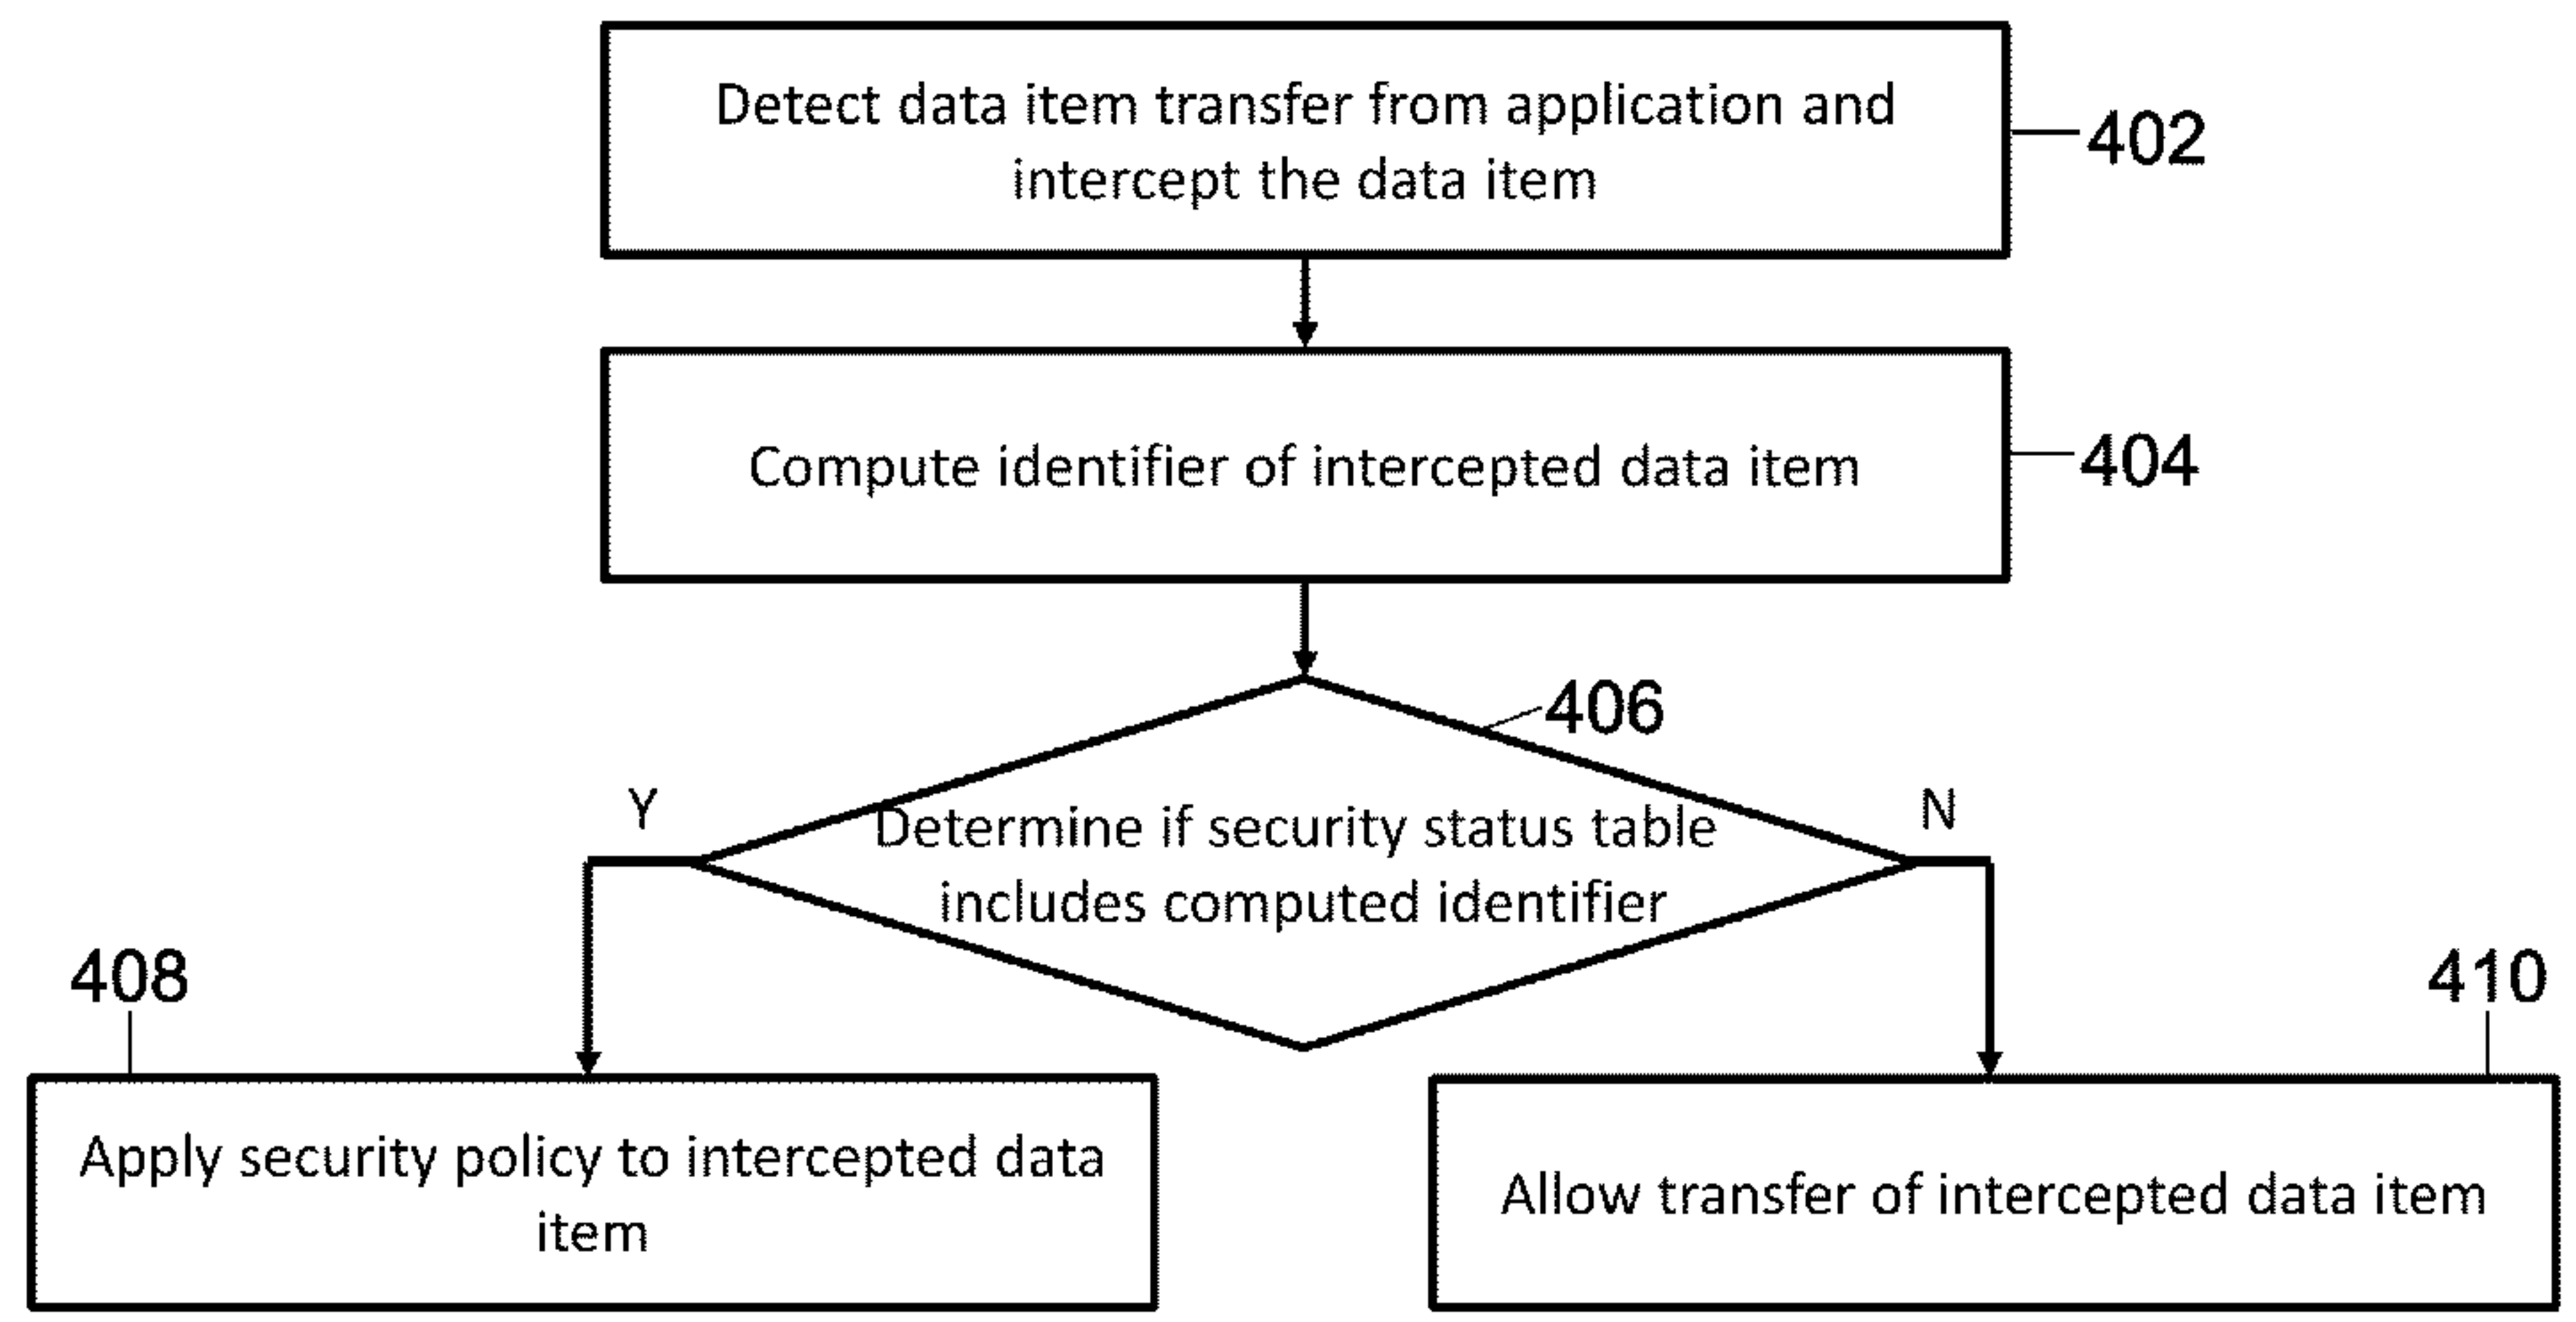 Detect data item transfer from application and
intercept the data item
402
Compute identifier of intercepted data item
404
406
Y
N
Determine if security status table
includes computed identifier
408
410
Apply security policy to intercepted data
item
Allow transfer of intercepted data item